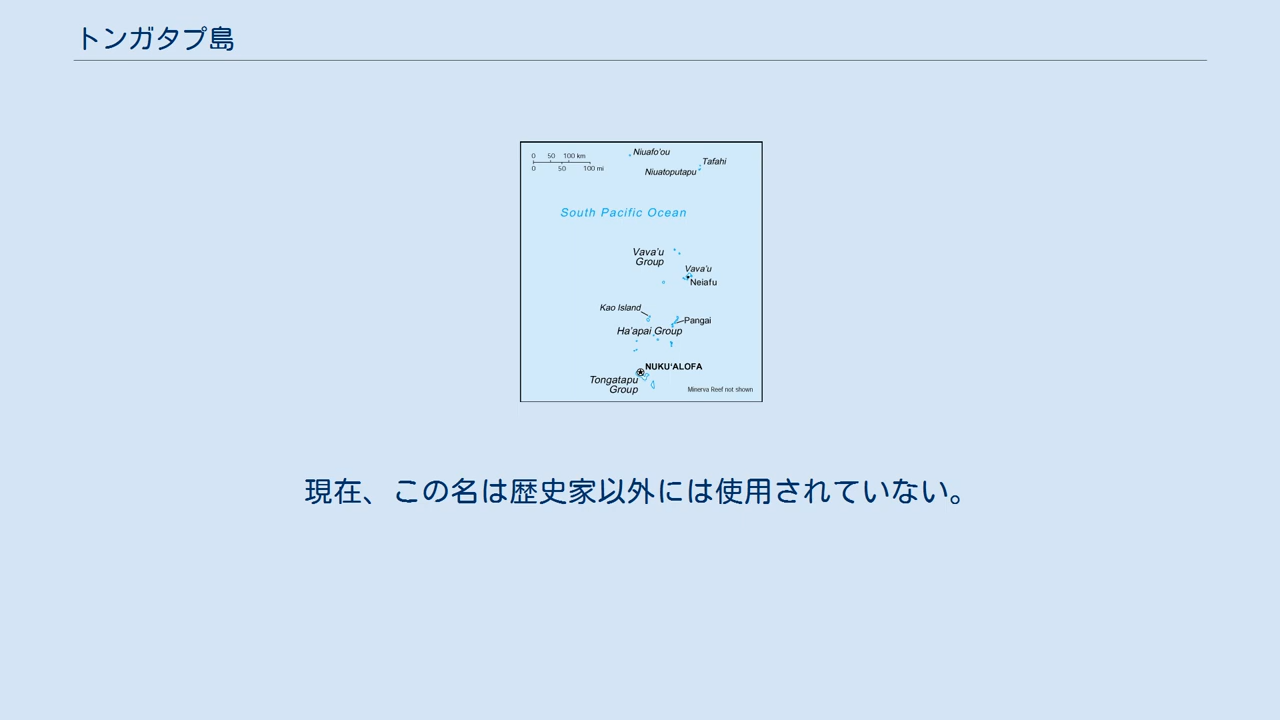 トンガタプ島
0 50 100 km
0 50 100 mi
Niuafo'ou
Tafahi
Niuatoputapu
South Pacific Ocean
Vava'u
Group
Vava'u
Neiafu
Kao Island
Pangai
Ha'apai Group
NUKU'ALOFA
Tongatapu
Group
Minerva Reef not shown
現在、この名は歴史家以外には使用されていない。